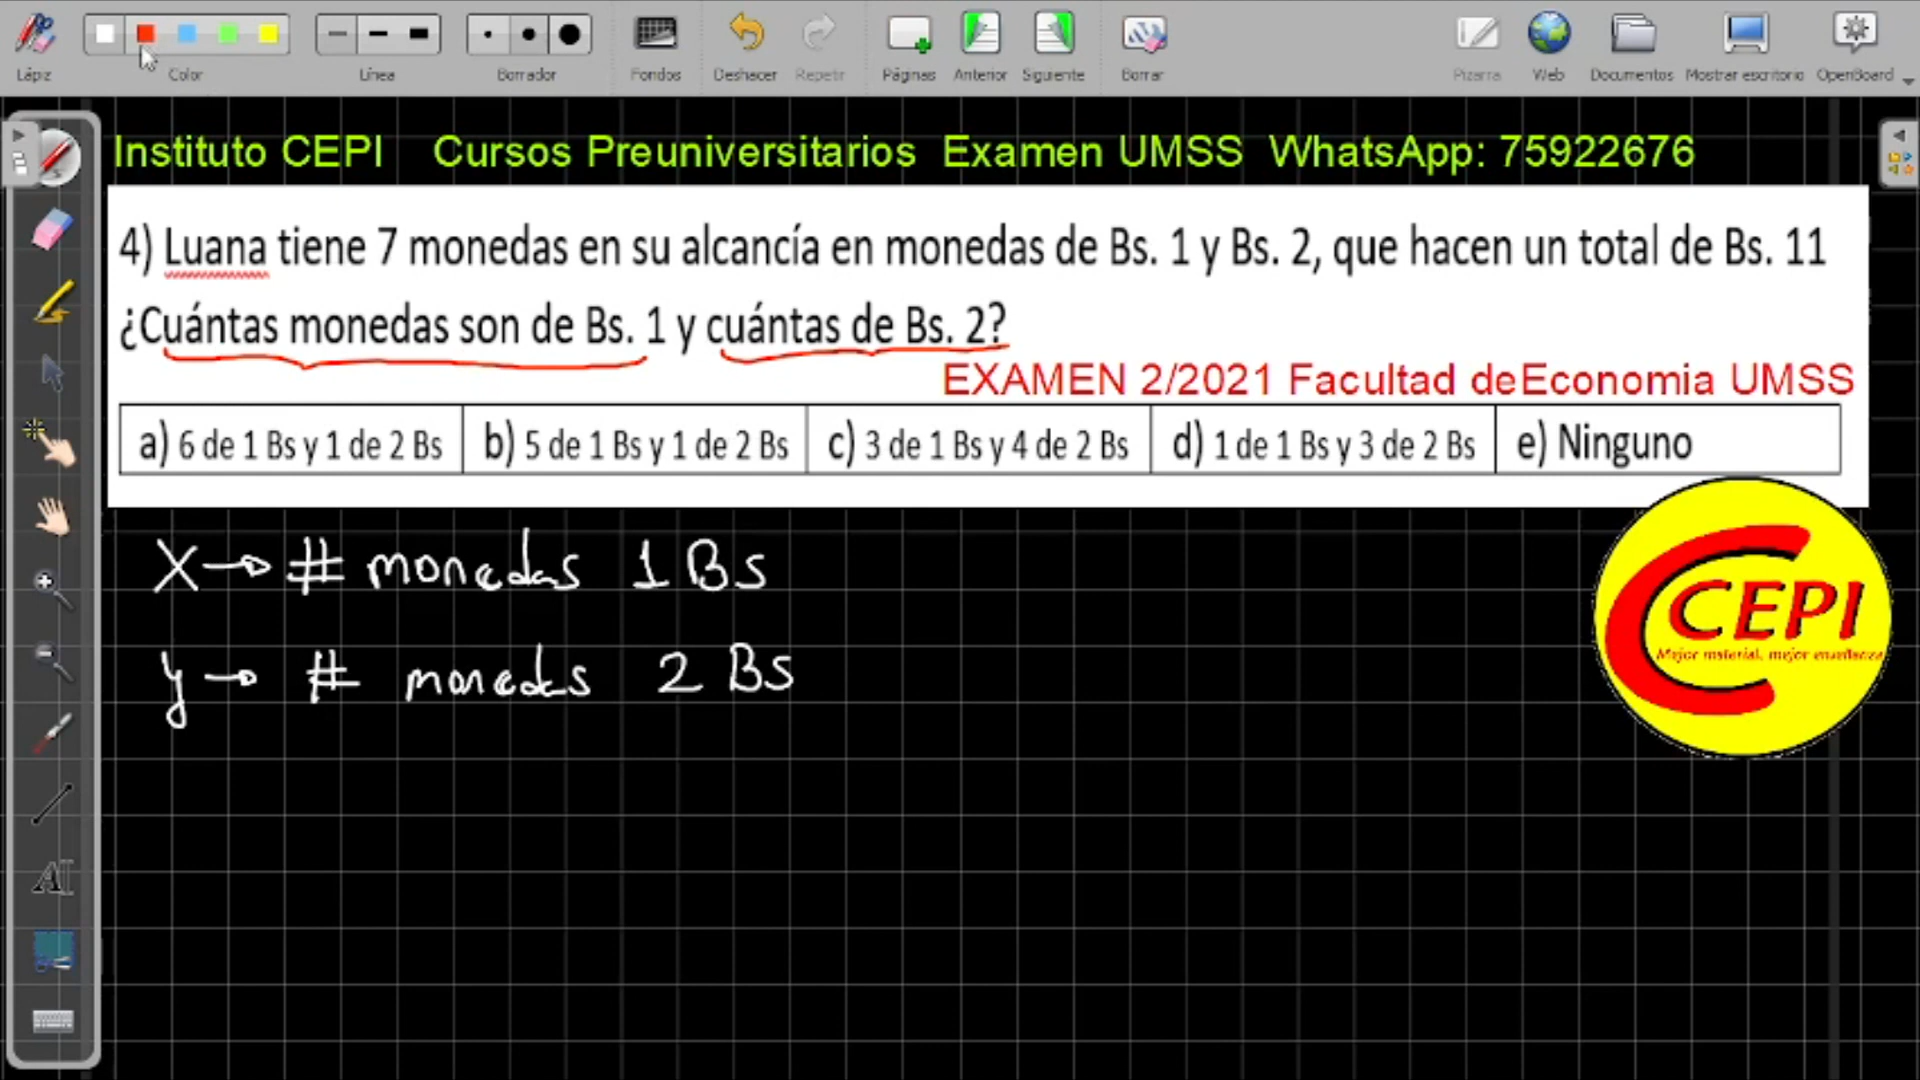 Lápiz Color Línea Borrador Fondos Deshacer Repetir Páginas Anterior Siguiente Borrar Pizarra Web Documentos Mostrar escritorio OpenBoard
Instituto CEPI Cursos Preuniversitarios Examen UMSS WhatsApp: 75922676
4) Luana tiene 7 monedas en su alcancía en monedas de Bs. 1 y Bs. 2, que hacen un total de Bs. 11
¿Cuántas monedas son de Bs. 1 y cuántas de Bs. 2?
EXAMEN 2/2021 Facultad deEconomia UMSS
a) 6 de 1 Bs y 1 de 2 Bs b) 5 de 1 Bs y 1 de 2 Bs c) 3 de 1 Bs y 4 de 2 Bs d) 1 de 1 Bs y 3 de 2 Bs e) Ninguno
X → # monedas 1 Bs
y → # monedas 2 Bs
CEPI
Mejor material, mejor enseñanza